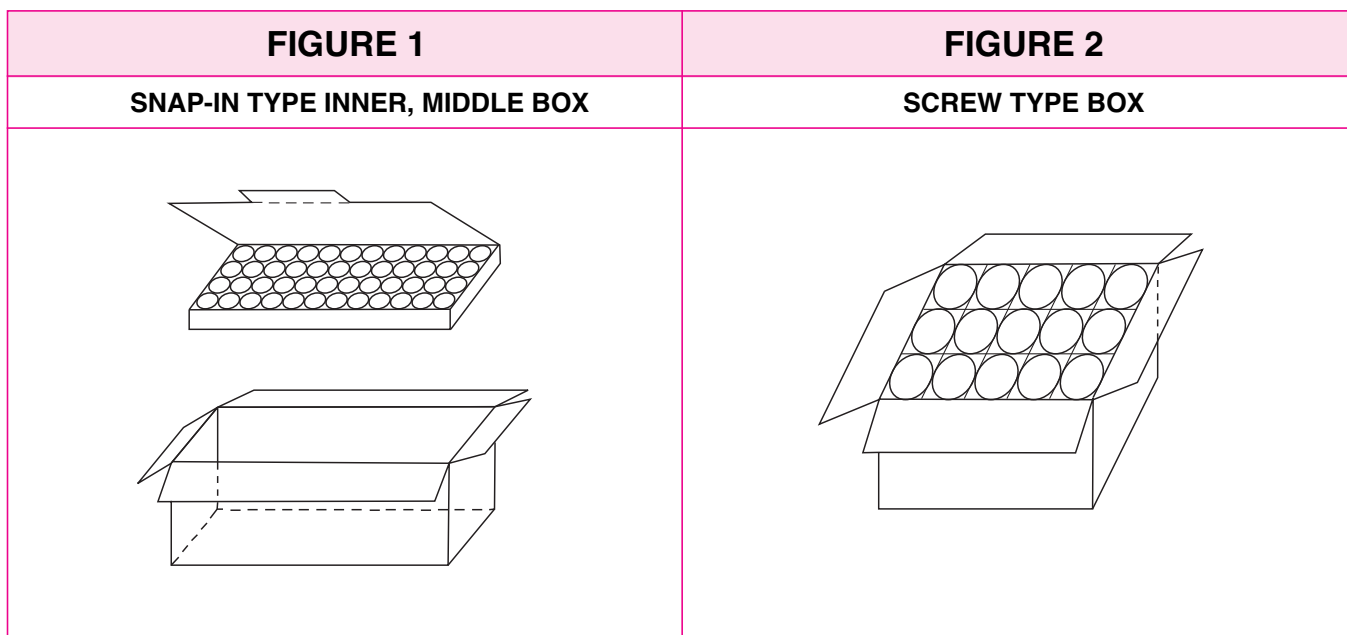 FIGURE 1
FIGURE 2
SNAP-IN TYPE INNER, MIDDLE BOX
SCREW TYPE BOX